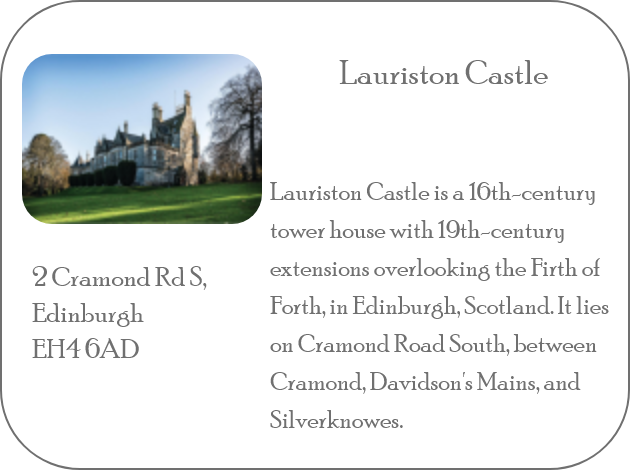 Lauriston Castle
2 Cramond Rd S,
Edinburgh
EH4 6AD
Lauriston Castle is a 16th-century
tower house with 19th-century
extensions overlooking the Firth of
Forth, in Edinburgh, Scotland. It lies
on Cramond Road South, between
Cramond, Davidson's Mains, and
Silverknowes.